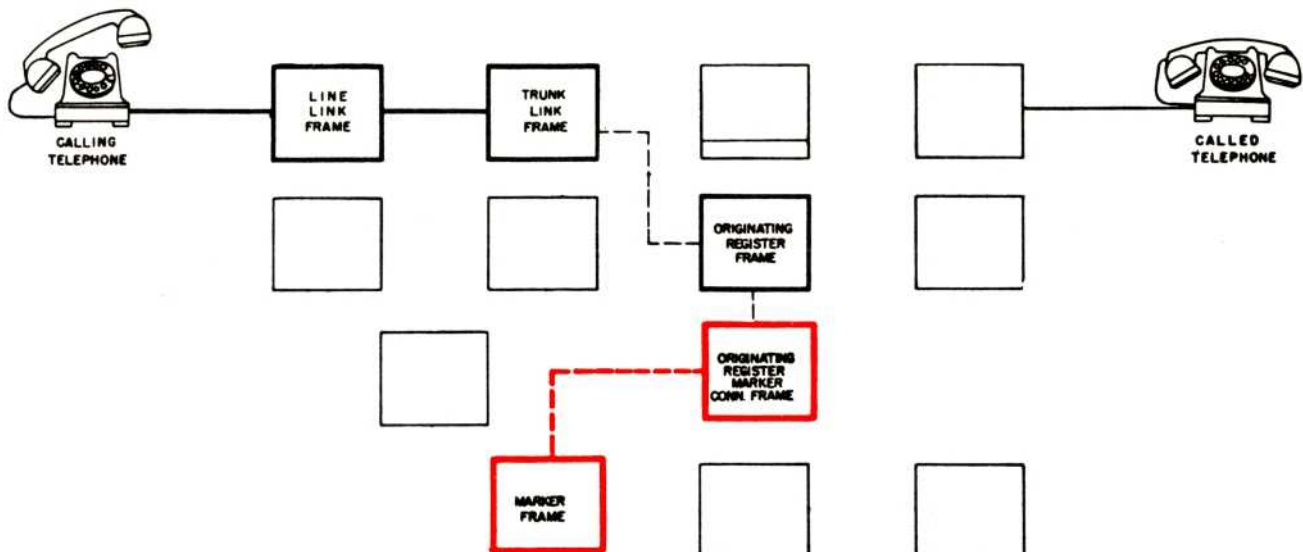 CALLING
TELEPHONE
LINE
LINK
FRAME
TRUNK
LINK
FRAME
CALLED
TELEPHONE
ORIGINATING
REGISTER
FRAME
ORIGINATING
REGISTER
MARKER
CONN. FRAME
MARKER
FRAME